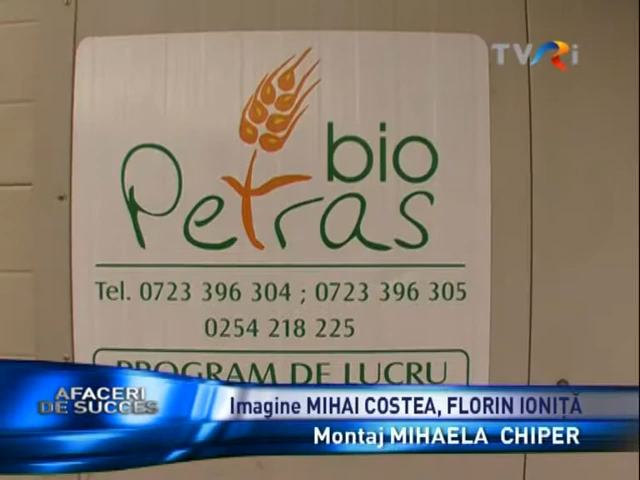 TVRi
bio
Petras
Tel. 0723 396 304 ; 0723 396 305
0254 218 225
PROGRAM DE LUCRU
AFACERI
DE SUCCES
Imagine MIHAI COSTEA, FLORIN IONIȚĂ
Montaj MIHAELA CHIPER